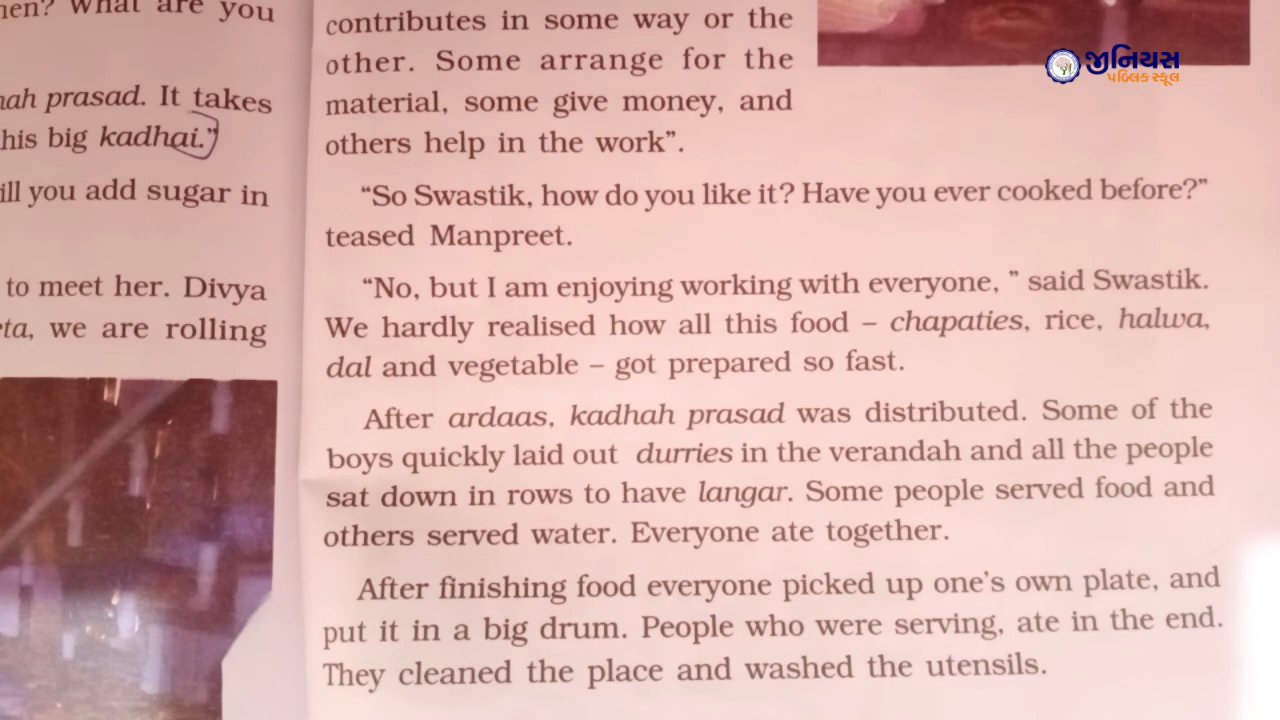 hen? What are you
hah prasad. It takes
his big kadhai."
ill you add sugar in
to meet her. Divya
eta, we are rolling
contributes in some way or the
other. Some arrange for the
material, some give money, and
others help in the work”.
“So Swastik, how do you like it? Have you ever cooked before?”
teased Manpreet.
“No, but I am enjoying working with everyone, ” said Swastik.
We hardly realised how all this food – chapaties, rice, halwa,
dal and vegetable – got prepared so fast.
After ardaas, kadhah prasad was distributed. Some of the
boys quickly laid out durries in the verandah and all the people
sat down in rows to have langar. Some people served food and
others served water. Everyone ate together.
After finishing food everyone picked up one’s own plate, and
put it in a big drum. People who were serving, ate in the end.
They cleaned the place and washed the utensils.
જીનિયસ
પબ્લિક સ્કૂલ